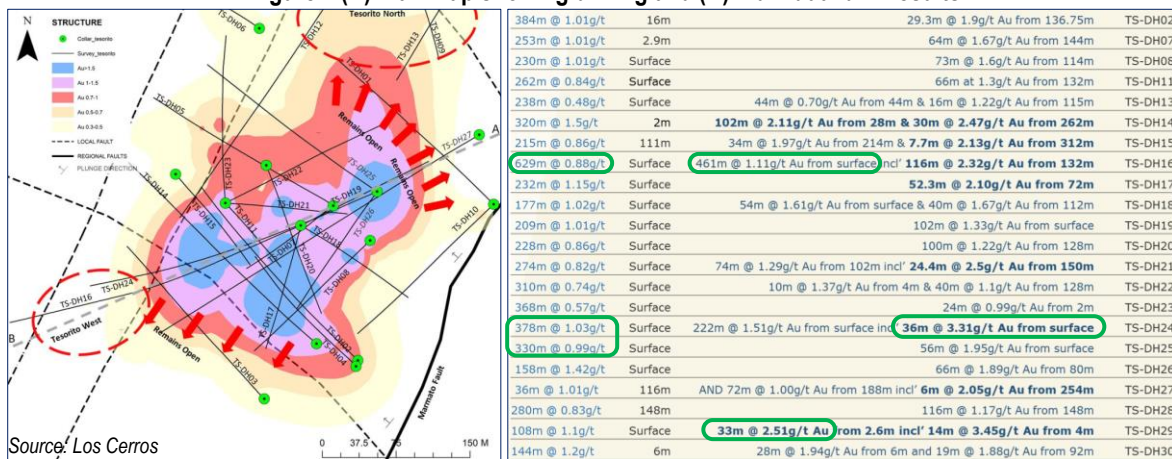 Tesorito North
N
STRUCTURE
Collar_tesorito
Survey_tesorito
Au 1-1.5
Au 0.7-1
Au 0.5-0.7
Au 0.3-0.5
LOCAL FAULT
REGIONAL FAULTS
PLUNGE DIRECTION
TS-DH06
TS-DH12
TS-DH13
TS-DH09
TS-DH01
TS-DH05
Remains Open
Remains Open
TS-DH27
A
TS-DH23
TS-DH22
TS-DH25
TS-DH19
TS-DH21
TS-DH14
TS-DH15
TS-DH11
TS-DH26
TS-DH10
TS-DH18
TS-DH07
TS-DH20
TS-DH08
TS-DH24
TS-DH16
B
Tesorito West
TS-DH17
TS-DH04
Remains Open
TS-DH03
Marmato Fault
0 37.5 75 150 M
Source: Los Cerros
384m @ 1.01g/t 16m 29.3m @ 1.9g/t Au from 136.75m TS-DH02
253m @ 1.01g/t 2.9m 64m @ 1.67g/t Au from 144m TS-DH07
230m @ 1.01g/t Surface 73m @ 1.6g/t Au from 114m TS-DH08
262m @ 0.84g/t Surface 66m at 1.3g/t Au from 132m TS-DH11
238m @ 0.48g/t Surface 44m @ 0.70g/t Au from 44m & 16m @ 1.22g/t Au from 115m TS-DH13
320m @ 1.5g/t 2m 102m @ 2.11g/t Au from 28m & 30m @ 2.47g/t Au from 262m TS-DH14
215m @ 0.86g/t 111m 34m @ 1.97g/t Au from 214m & 7.7m @ 2.13g/t Au from 312m TS-DH15
629m @ 0.88g/t Surface 461m @ 1.11g/t Au from surface incl' 116m @ 2.32g/t Au from 132m TS-DH16
232m @ 1.15g/t Surface 52.3m @ 2.10g/t Au from 72m TS-DH17
177m @ 1.02g/t Surface 54m @ 1.61g/t Au from surface & 40m @ 1.67g/t Au from 112m TS-DH18
209m @ 1.01g/t Surface 102m @ 1.33g/t Au from surface TS-DH19
228m @ 0.86g/t Surface 100m @ 1.22g/t Au from 128m TS-DH20
274m @ 0.82g/t Surface 74m @ 1.29g/t Au from 102m incl' 24.4m @ 2.5g/t Au from 150m TS-DH21
310m @ 0.74g/t Surface 10m @ 1.37g/t Au from 4m & 40m @ 1.1g/t Au from 128m TS-DH22
368m @ 0.57g/t Surface 24m @ 0.99g/t Au from 2m TS-DH23
378m @ 1.03g/t Surface 222m @ 1.51g/t Au from surface incl' 36m @ 3.31g/t Au from surface TS-DH24
330m @ 0.99g/t Surface 56m @ 1.95g/t Au from surface TS-DH25
158m @ 1.42g/t Surface 66m @ 1.89g/t Au from 80m TS-DH26
36m @ 1.01g/t 116m AND 72m @ 1.00g/t Au from 188m incl' 6m @ 2.05g/t Au from 254m TS-DH27
280m @ 0.83g/t 148m 116m @ 1.17g/t Au from 148m TS-DH28
108m @ 1.1g/t Surface 33m @ 2.51g/t Au from 2.6m incl' 14m @ 3.45g/t Au from 4m TS-DH29
144m @ 1.2g/t 6m 28m @ 1.94g/t Au from 6m and 19m @ 1.88g/t Au from 92m TS-DH30